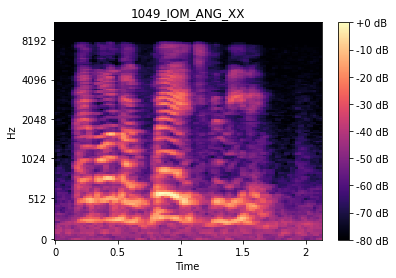 1049_IOM_ANG_XX
8192
4096
2048
1024
512
0
Hz
0
0.5
1
1.5
2
Time
+0 dB
-10 dB
-20 dB
-30 dB
-40 dB
-50 dB
-60 dB
-70 dB
-80 dB